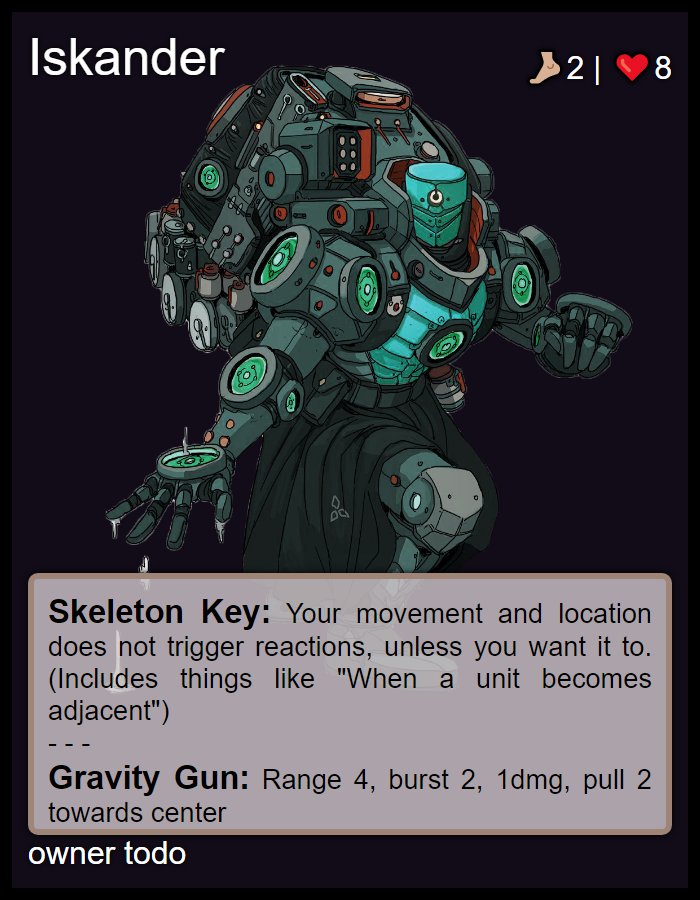 Iskander
🦶🏼2 | ❤️8
Skeleton Key: Your movement and location
does not trigger reactions, unless you want it to.
(Includes things like "When a unit becomes
adjacent")
- - -
Gravity Gun: Range 4, burst 2, 1dmg, pull 2
towards center
owner todo